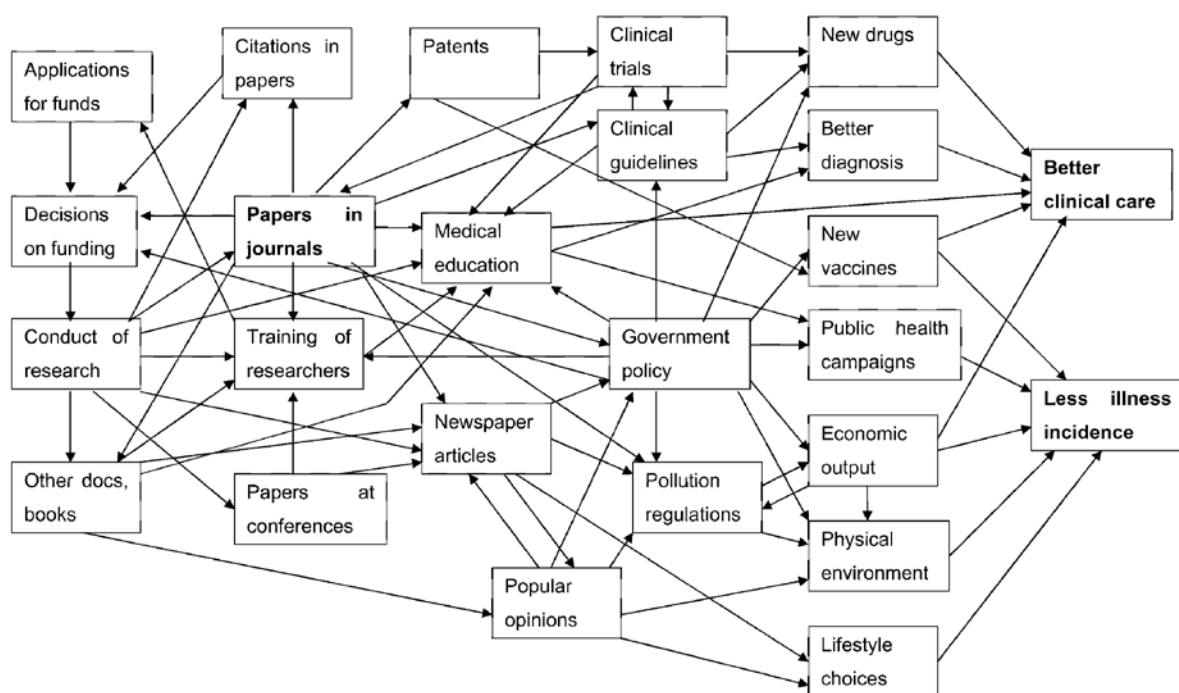 Applications
for funds
Citations in
papers
Patents
Clinical
trials
New drugs
Clinical
guidelines
Better
diagnosis
Better
clinical care
Decisions
on funding
Papers in
journals
Medical
education
New
vaccines
Conduct of
research
Training of
researchers
Government
policy
Public health
campaigns
Less illness
incidence
Newspaper
articles
Economic
output
Other docs,
books
Papers at
conferences
Pollution
regulations
Physical
environment
Popular
opinions
Lifestyle
choices